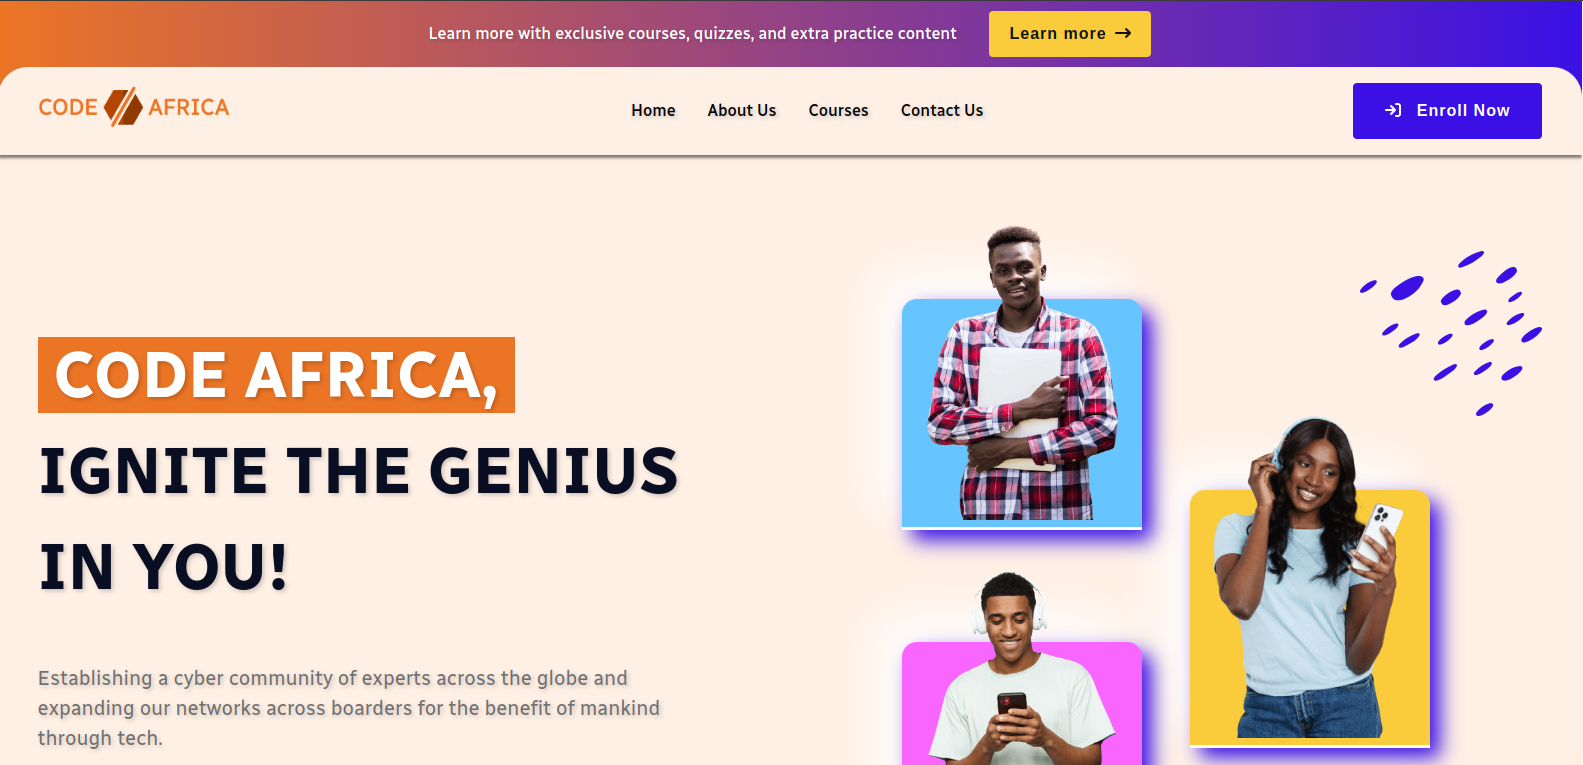 Learn more with exclusive courses, quizzes, and extra practice content
Learn more
CODE AFRICA
Home
About Us
Courses
Contact Us
Enroll Now
CODE AFRICA,
IGNITE THE GENIUS
IN YOU!
Establishing a cyber community of experts across the globe and
expanding our networks across boarders for the benefit of mankind
through tech.